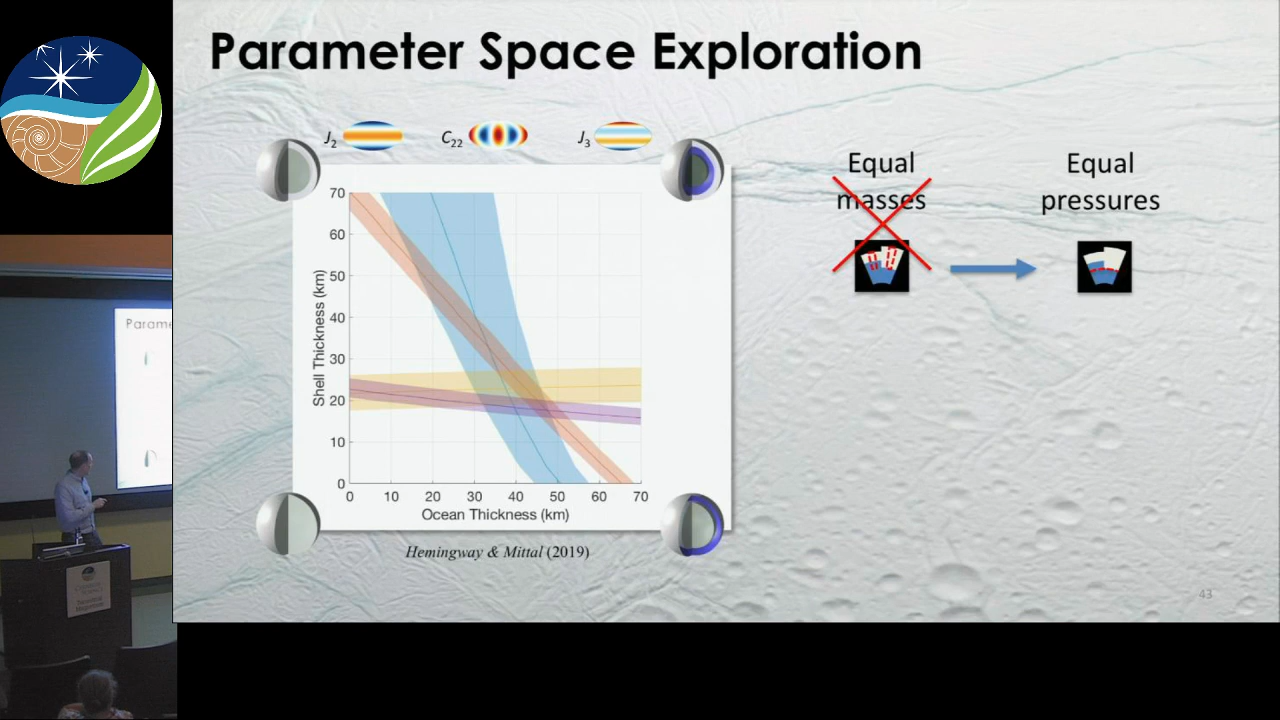 Parameter Space Exploration
J2
C22
J3
Equal
masses
Equal
pressures
70
60
50
40
30
20
10
0
Shell Thickness (km)
0 10 20 30 40 50 60 70
Ocean Thickness (km)
Hemingway & Mittal (2019)
43
Parame